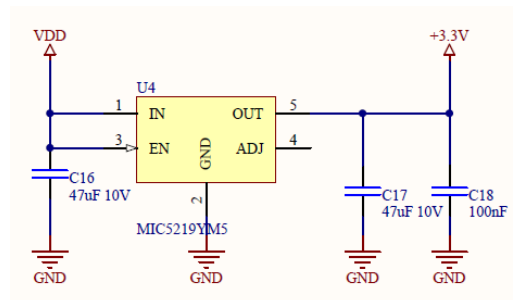 VDD
+3.3V
U4
1
IN
OUT
5
3
EN
GND
ADJ
4
C16
47uF 10V
2
MIC5219YM5
C17
47uF 10V
C18
100nF
GND
GND
GND
GND